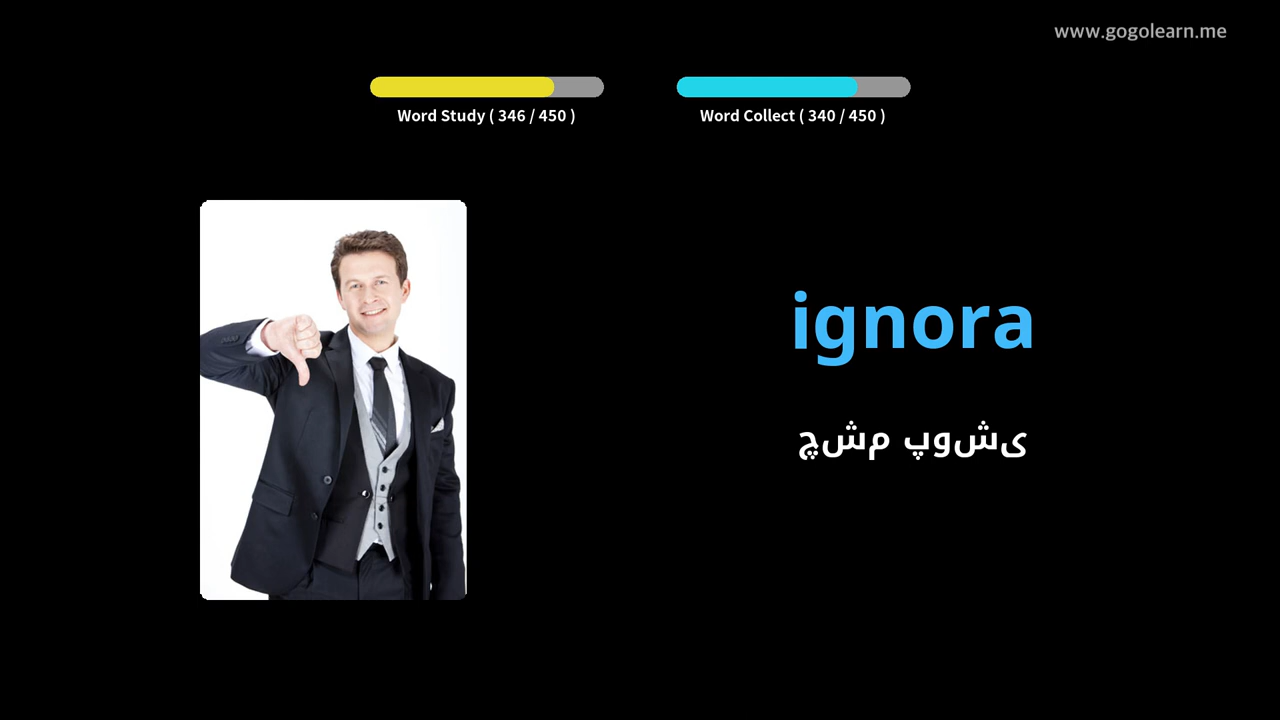 www.gogolearn.me
Word Study ( 346 / 450 )
Word Collect ( 340 / 450 )
ignora
چشم پوشی